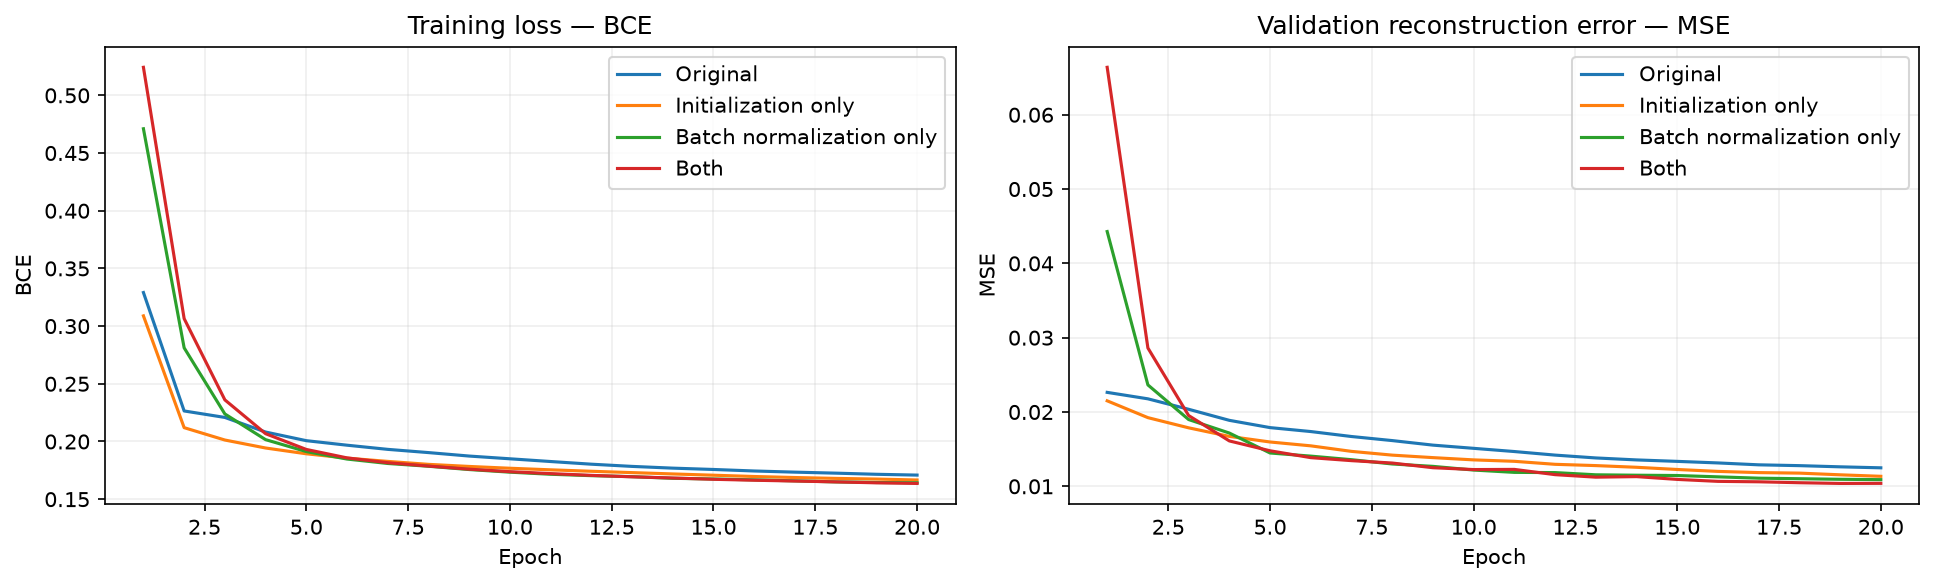 Training loss — BCE
BCE
0.50
0.45
0.40
0.35
0.30
0.25
0.20
0.15
Original
Initialization only
Batch normalization only
Both
2.5 5.0 7.5 10.0 12.5 15.0 17.5 20.0
Epoch
Validation reconstruction error — MSE
MSE
0.06
0.05
0.04
0.03
0.02
0.01
Original
Initialization only
Batch normalization only
Both
2.5 5.0 7.5 10.0 12.5 15.0 17.5 20.0
Epoch